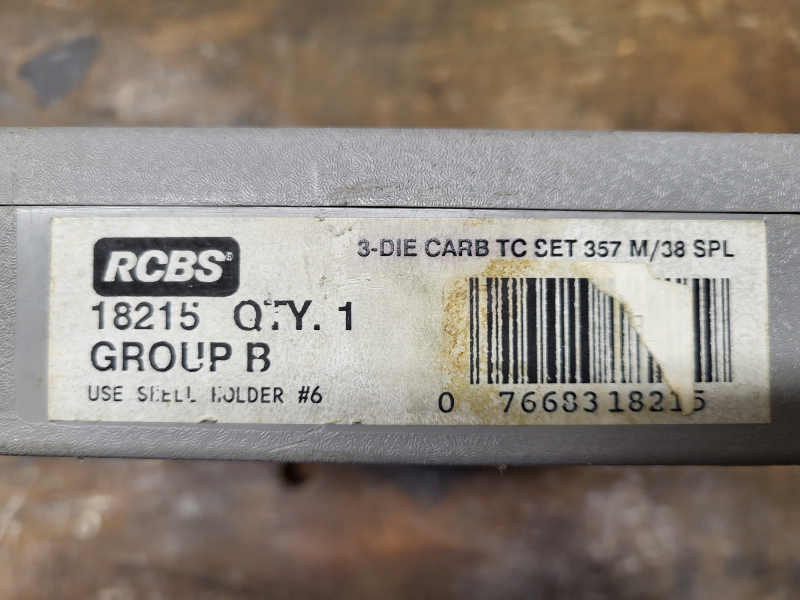 RCBS®
3-DIE CARB TC SET 357 M/38 SPL
18215 QTY. 1
GROUP B
USE SHELL HOLDER #6
0 76683 18215